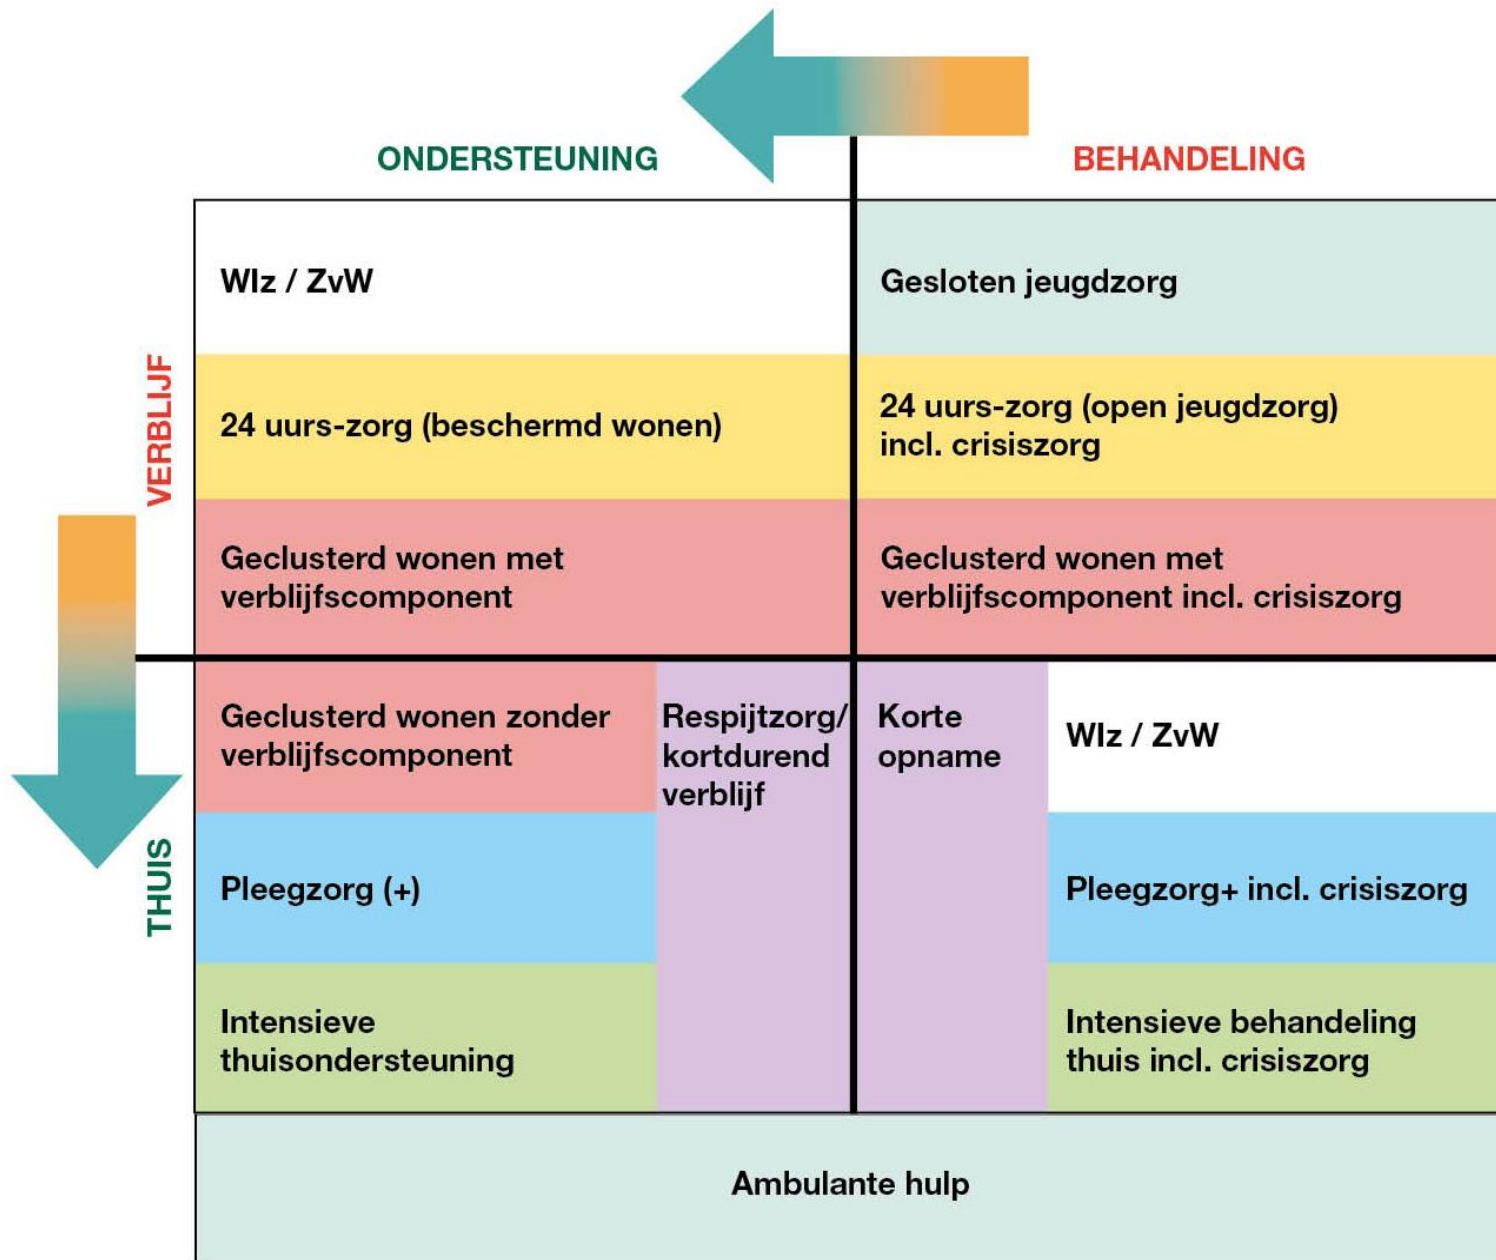 ONDERSTEUNING
BEHANDELING
VERBLIJF
THUIS
Wlz / ZvW
Gesloten jeugdzorg
24 uurs-zorg (beschermd wonen)
24 uurs-zorg (open jeugdzorg)
incl. crisiszorg
Geclusterd wonen met
verblijfscomponent
Geclusterd wonen met
verblijfscomponent incl. crisiszorg
Geclusterd wonen zonder
verblijfscomponent
Respijtzorg/
kortdurend
verblijf
Korte
opname
Wlz / ZvW
Pleegzorg (+)
Pleegzorg+ incl. crisiszorg
Intensieve
thuisondersteuning
Intensieve behandeling
thuis incl. crisiszorg
Ambulante hulp